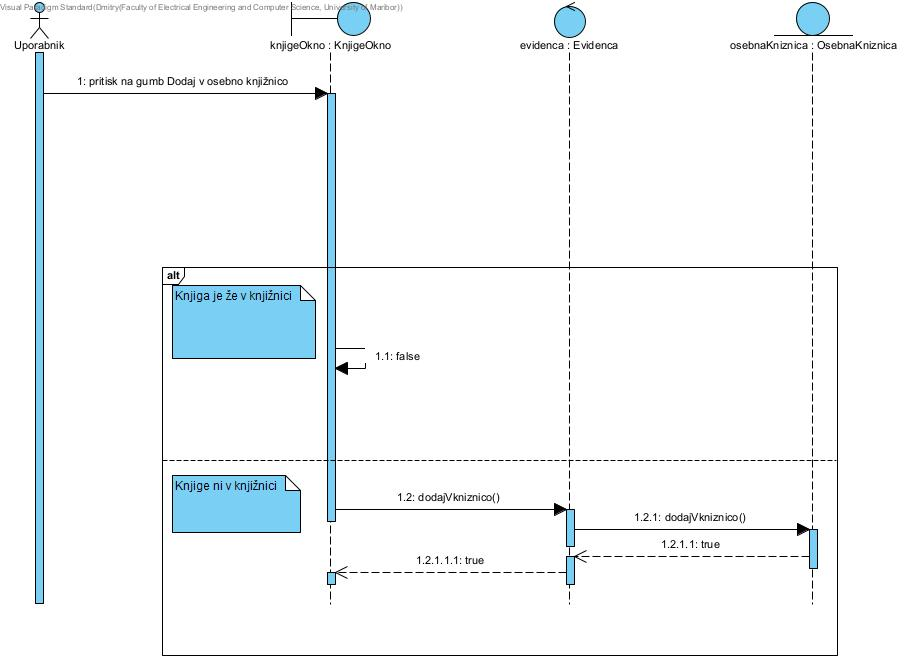 Visual Paradigm Standard(Dmitry(Faculty of Electrical Engineering and Computer Science, University of Maribor))
Uporabnik
knjigeOkno : KnjigeOkno
evidenca : Evidenca
osebnaKniznica : OsebnaKniznica
1: pritisk na gumb Dodaj v osebno knjižnico
alt
Knjiga je že v knjižnici
1.1: false
Knjige ni v knjižnici
1.2: dodajVkniznico()
1.2.1: dodajVkniznico()
1.2.1.1: true
1.2.1.1.1: true